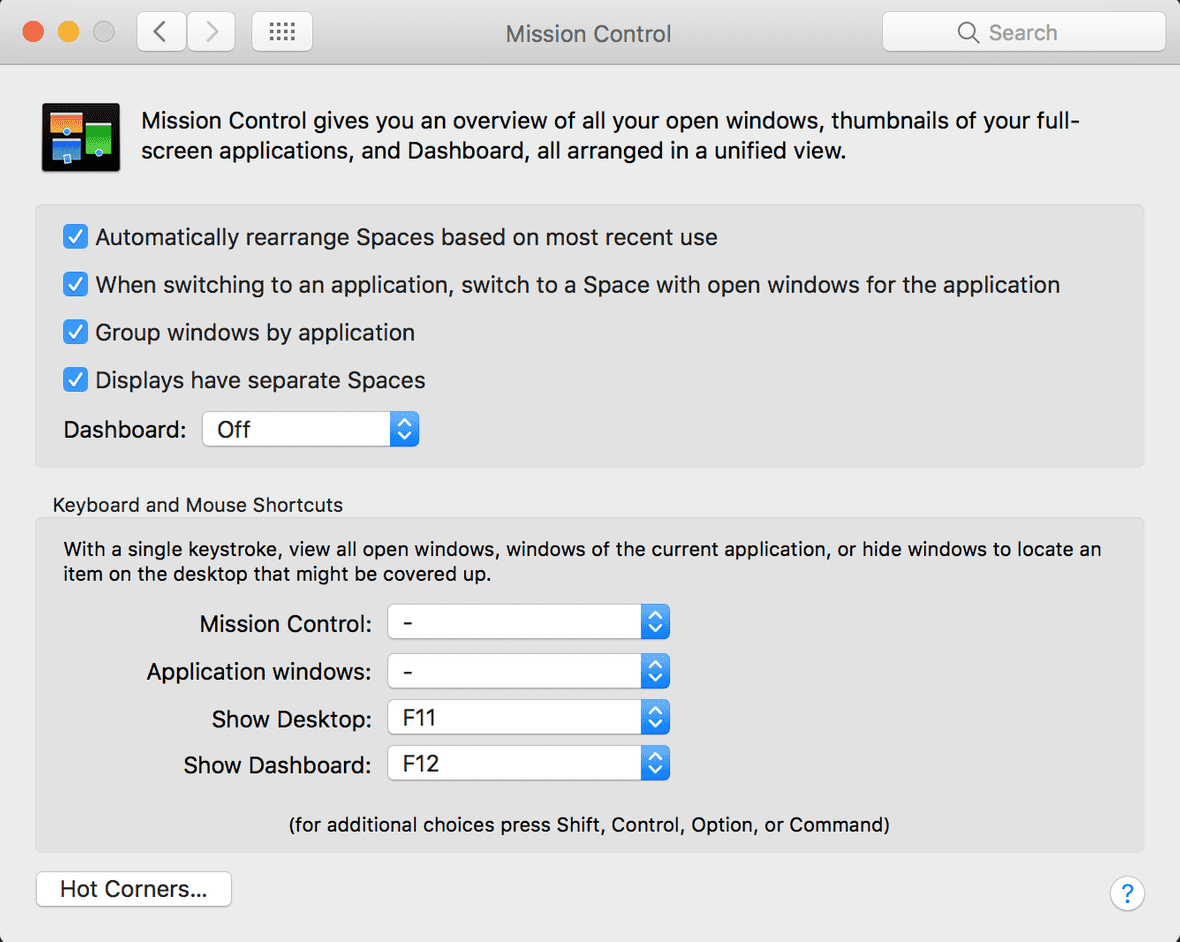 Mission Control
Search
Mission Control gives you an overview of all your open windows, thumbnails of your full-
screen applications, and Dashboard, all arranged in a unified view.
Automatically rearrange Spaces based on most recent use
When switching to an application, switch to a Space with open windows for the application
Group windows by application
Displays have separate Spaces
Dashboard: Off
Keyboard and Mouse Shortcuts
With a single keystroke, view all open windows, windows of the current application, or hide windows to locate an
item on the desktop that might be covered up.
Mission Control: -
Application windows: -
Show Desktop: F11
Show Dashboard: F12
(for additional choices press Shift, Control, Option, or Command)
Hot Corners...
?